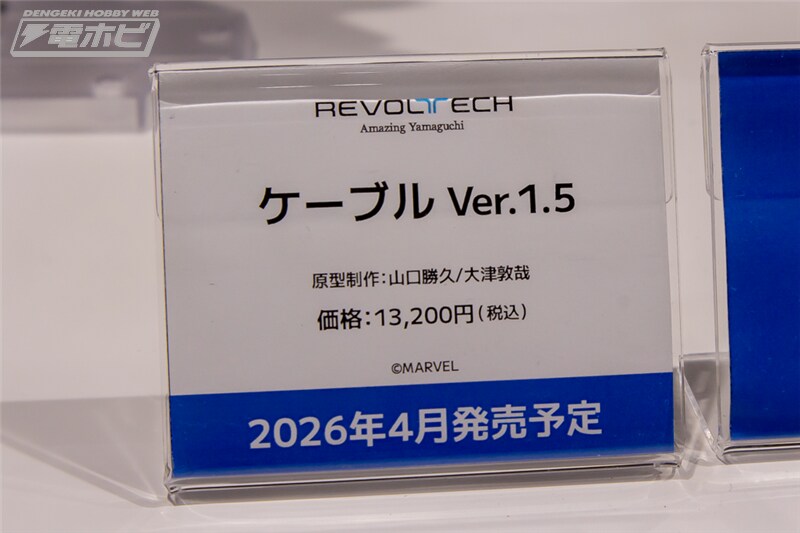 DENGEKI HOBBY WEB
電ホビ
REVOLTECH
Amazing Yamaguchi
ケーブル Ver.1.5
原型制作:山口勝久/大津敦哉
価格:13,200円(税込)
©MARVEL
2026年4月発売予定